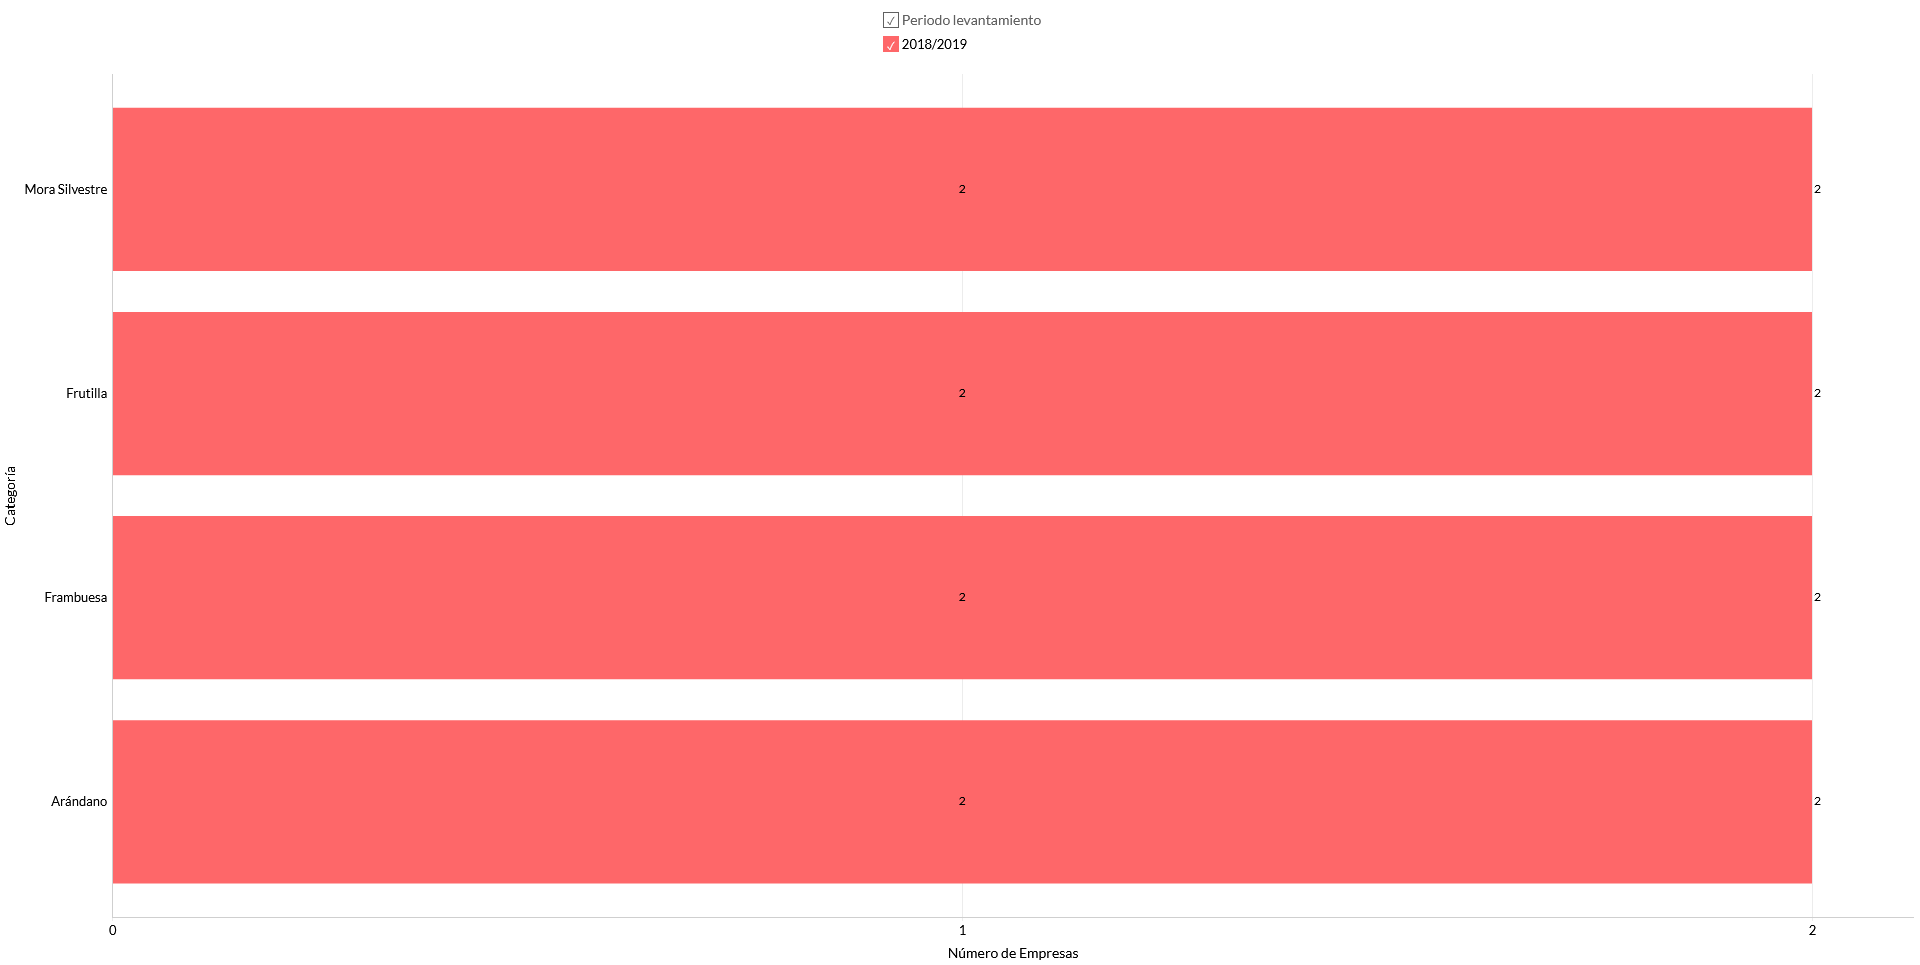 Periodo levantamiento
2018/2019
Mora Silvestre
2
2
Frutilla
2
2
Categoría
Frambuesa
2
2
Arándano
2
2
0
1
2
Número de Empresas